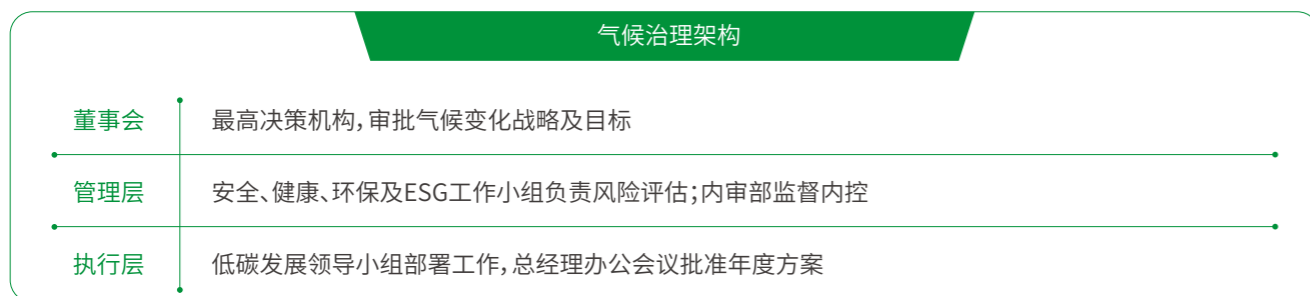 气候治理架构
董事会 最高决策机构，审批气候变化战略及目标
管理层 安全、健康、环保及ESG工作小组负责风险评估；内审部监督内控
执行层 低碳发展领导小组部署工作，总经理办公会议批准年度方案